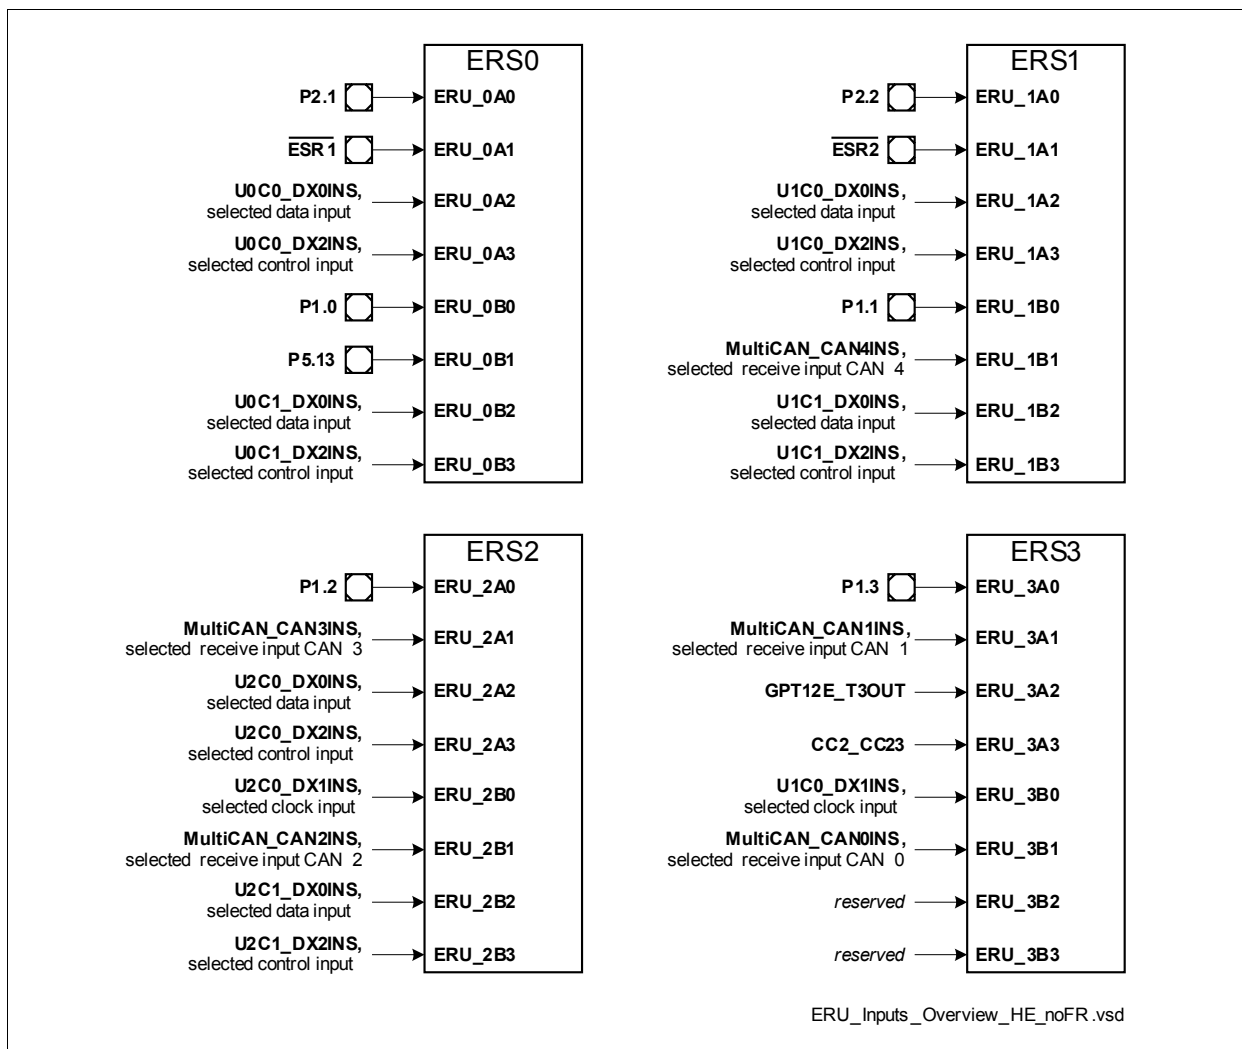 ERS0
P2.1 ERU_0A0
ESR1 ERU_0A1
U0C0_DX0INS,
selected data input ERU_0A2
U0C0_DX2INS,
selected control input ERU_0A3
P1.0 ERU_0B0
P5.13 ERU_0B1
U0C1_DX0INS,
selected data input ERU_0B2
U0C1_DX2INS,
selected control input ERU_0B3
ERS1
P2.2 ERU_1A0
ESR2 ERU_1A1
U1C0_DX0INS,
selected data input ERU_1A2
U1C0_DX2INS,
selected control input ERU_1A3
P1.1 ERU_1B0
MultiCAN_CAN4INS,
selected receive input CAN 4 ERU_1B1
U1C1_DX0INS,
selected data input ERU_1B2
U1C1_DX2INS,
selected control input ERU_1B3
ERS2
P1.2 ERU_2A0
MultiCAN_CAN3INS,
selected receive input CAN 3 ERU_2A1
U2C0_DX0INS,
selected data input ERU_2A2
U2C0_DX2INS,
selected control input ERU_2A3
U2C0_DX1INS,
selected clock input ERU_2B0
MultiCAN_CAN2INS,
selected receive input CAN 2 ERU_2B1
U2C1_DX0INS,
selected data input ERU_2B2
U2C1_DX2INS,
selected control input ERU_2B3
ERS3
P1.3 ERU_3A0
MultiCAN_CAN1INS,
selected receive input CAN 1 ERU_3A1
GPT12E_T3OUT ERU_3A2
CC2_CC23 ERU_3A3
U1C0_DX1INS,
selected clock input ERU_3B0
MultiCAN_CAN0INS,
selected receive input CAN 0 ERU_3B1
reserved ERU_3B2
reserved ERU_3B3
ERU_Inputs_Overview_HE_noFR.vsd